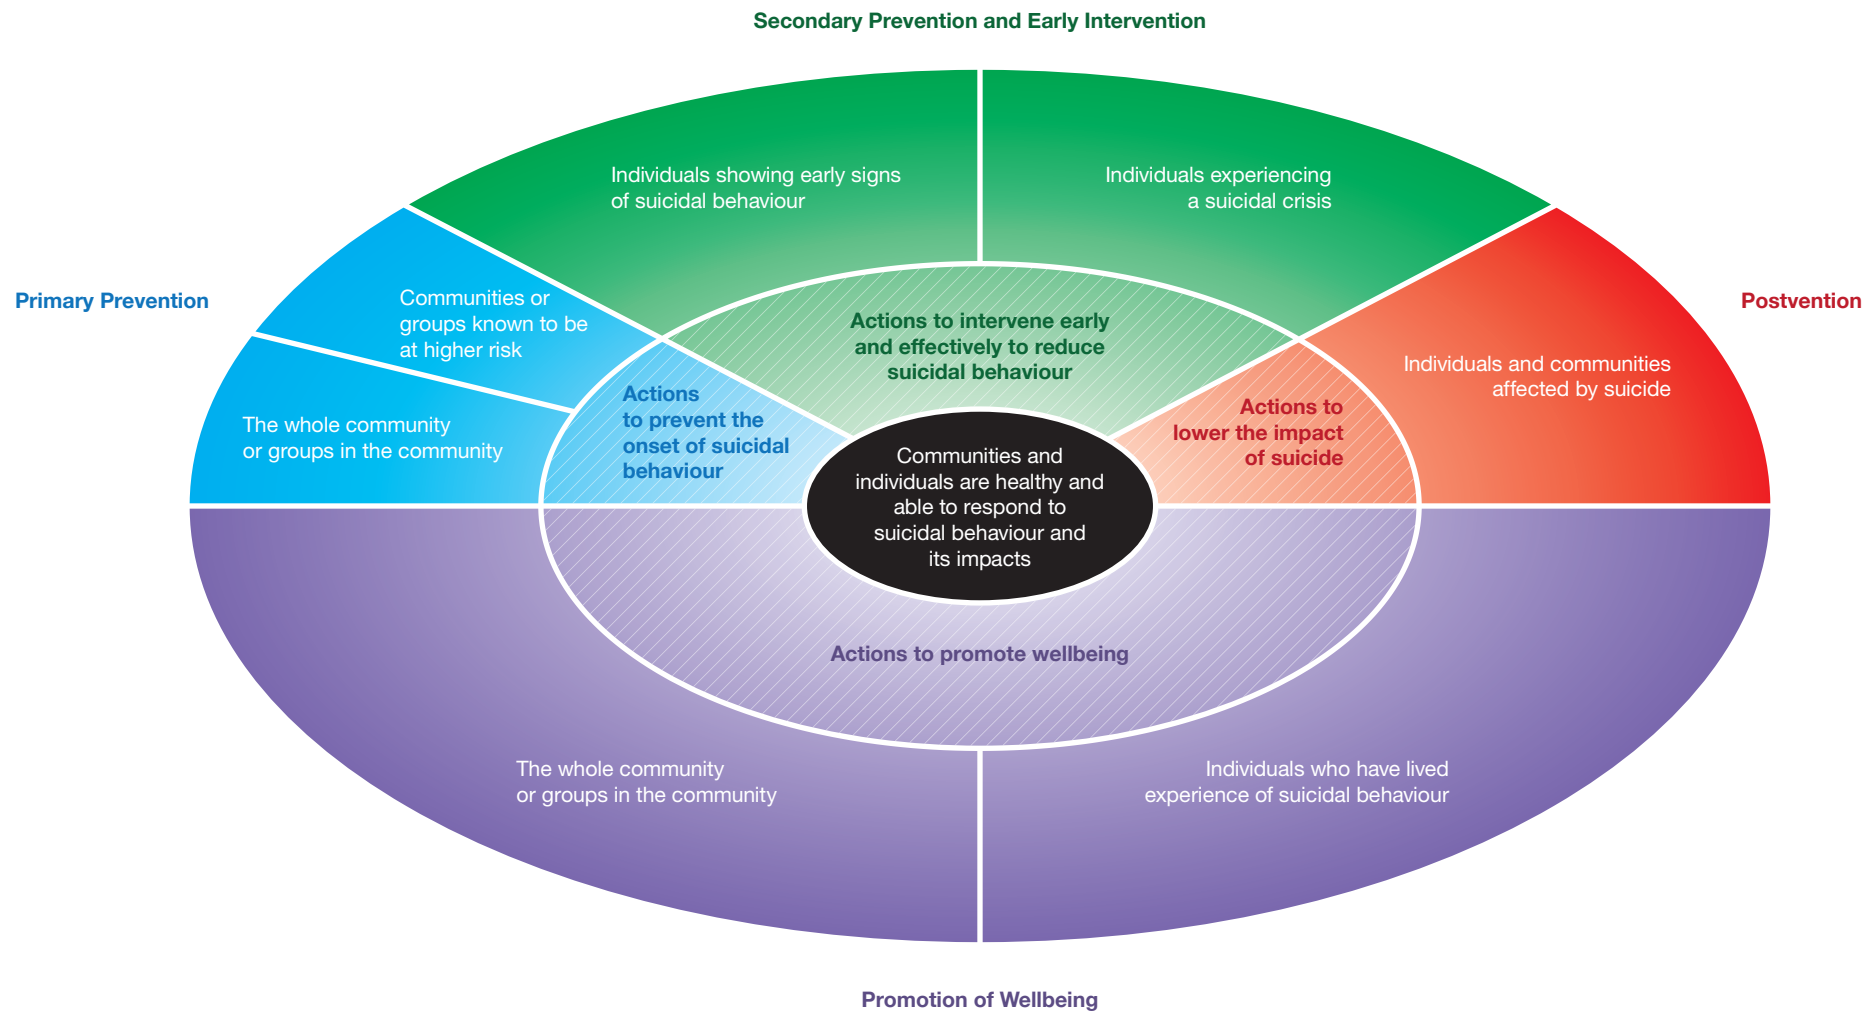 Secondary Prevention and Early Intervention
Individuals showing early signs
of suicidal behaviour
Individuals experiencing
a suicidal crisis
Primary Prevention
Communities or
groups known to be
at higher risk
The whole community
or groups in the community
Postvention
Individuals and communities
affected by suicide
Actions to intervene early
and effectively to reduce
suicidal behaviour
Actions
to prevent the
onset of suicidal
behaviour
Actions to
lower the impact
of suicide
Communities and
individuals are healthy and
able to respond to
suicidal behaviour and
its impacts
Actions to promote wellbeing
The whole community
or groups in the community
Individuals who have lived
experience of suicidal behaviour
Promotion of Wellbeing